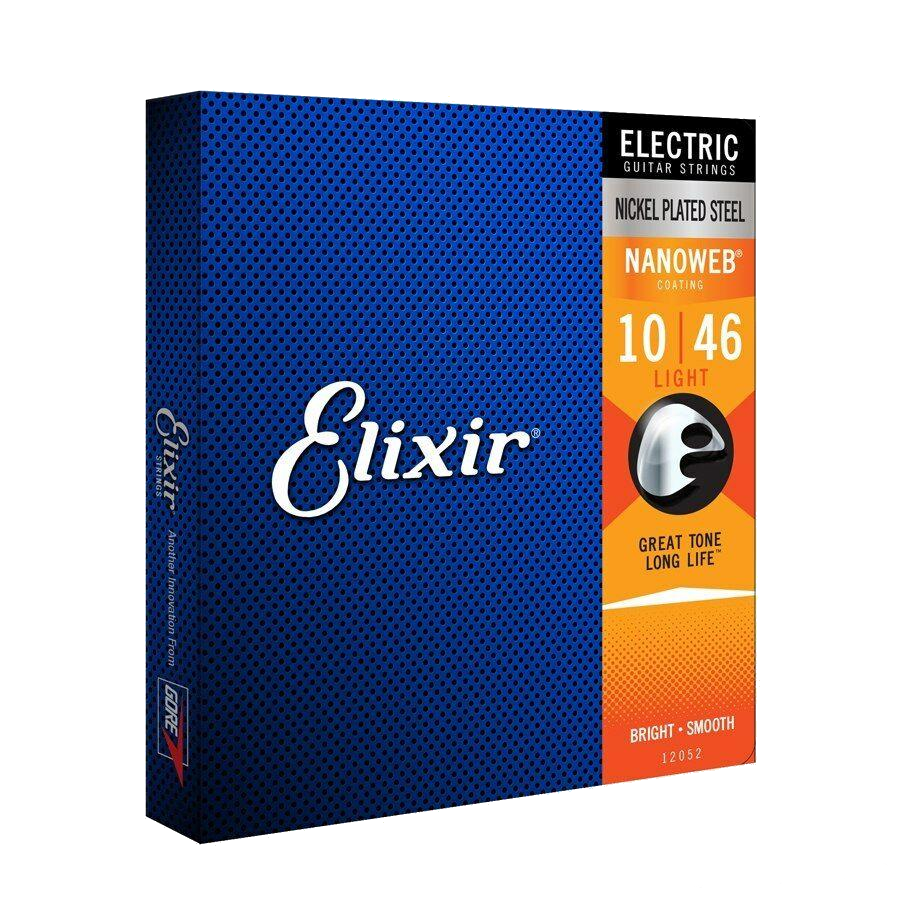 ELECTRIC
GUITAR STRINGS
NICKEL PLATED STEEL
NANOWEB®
COATING
10 | 46
LIGHT
e
GREAT TONE
LONG LIFE™
BRIGHT • SMOOTH
12052
Elixir®
Elixir
STRINGS
Another Innovation From
GORE